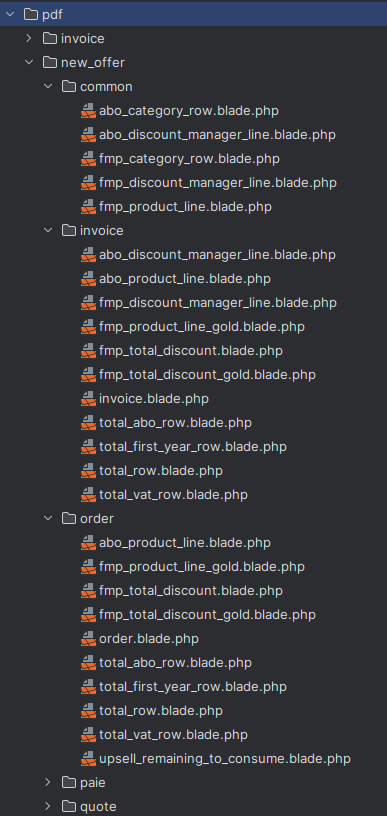 pdf
invoice
new_offer
common
abo_category_row.blade.php
abo_discount_manager_line.blade.php
fmp_category_row.blade.php
fmp_discount_manager_line.blade.php
fmp_product_line.blade.php
invoice
abo_discount_manager_line.blade.php
abo_product_line.blade.php
fmp_discount_manager_line.blade.php
fmp_product_line_gold.blade.php
fmp_total_discount.blade.php
fmp_total_discount_gold.blade.php
invoice.blade.php
total_abo_row.blade.php
total_first_year_row.blade.php
total_row.blade.php
total_vat_row.blade.php
order
abo_product_line.blade.php
fmp_product_line_gold.blade.php
fmp_total_discount.blade.php
fmp_total_discount_gold.blade.php
order.blade.php
total_abo_row.blade.php
total_first_year_row.blade.php
total_row.blade.php
total_vat_row.blade.php
upsell_remaining_to_consume.blade.php
paie
quote